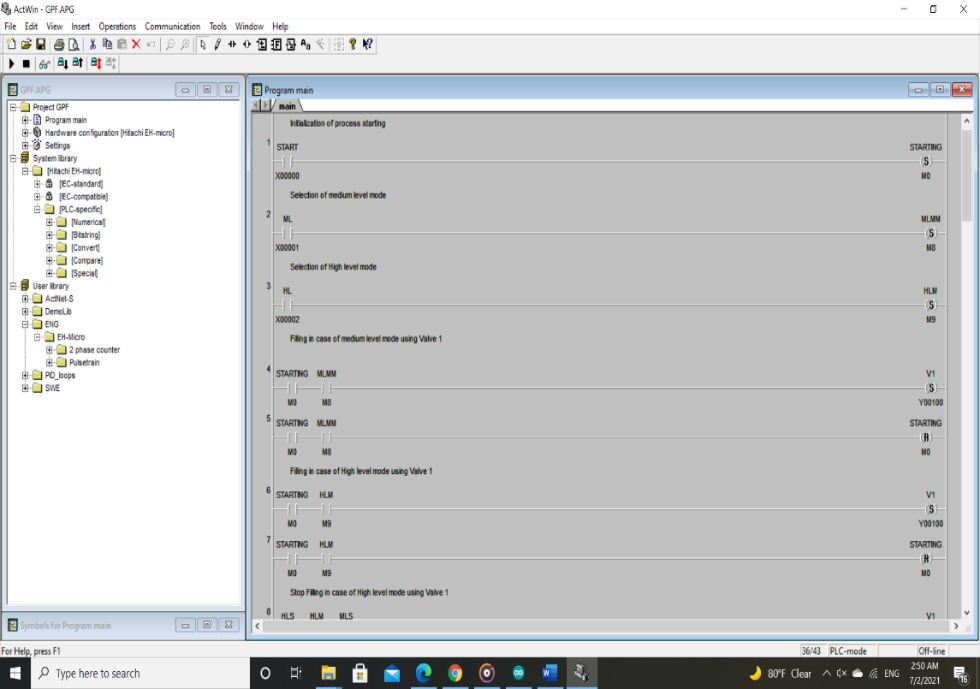 ActWin - GPF.APG
File Edit View Insert Operations Communication Tools Window Help
GPF.APG
Project GPF
Program main
Hardware configuration [Hitachi EH-micro]
Settings
System library
[Hitachi EH-micro]
[IEC-standard]
[IEC-compatible]
[PLC-specific]
[Numerical]
[Bitstring]
[Convert]
[Compare]
[Special]
User library
ActNet-S
DemoLib
ENG
EH-Micro
2 phase counter
Pulsetrain
PID_loops
SWE
Symbols for Program main
Program main
main
Initialization of process starting
1 START STARTING
(S)
X00000 M0
Selection of medium level mode
2 ML MLMM
(S)
X00001 M8
Selection of High level mode
3 HL HLM
(S)
X00002 M9
Filling in case of medium level mode using Valve 1
4 STARTING MLMM V1
(S)
M0 M8 Y00100
5 STARTING MLMM STARTING
(R)
M0 M8 M0
Filling in case of High level mode using Valve 1
6 STARTING HLM V1
(S)
M0 M9 Y00100
7 STARTING HLM STARTING
(R)
M0 M9 M0
Stop Filling in case of High level mode using Valve 1
8 HLS HLM MLS V1
For Help, press F1 36/43 PLC-mode Off-line
Type here to search
80°F Clear ENG
2:50 AM
7/2/2021
16